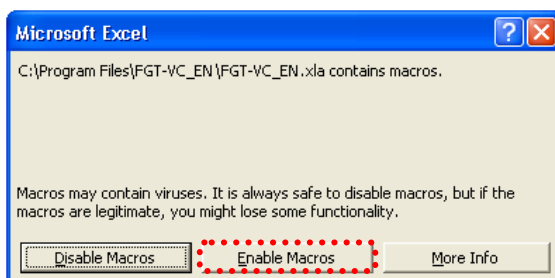 Microsoft Excel
?
C:\Program Files\FGT-VC_EN\FGT-VC_EN.xla contains macros.
Macros may contain viruses. It is always safe to disable macros, but if the
macros are legitimate, you might lose some functionality.
Disable Macros Enable Macros More Info